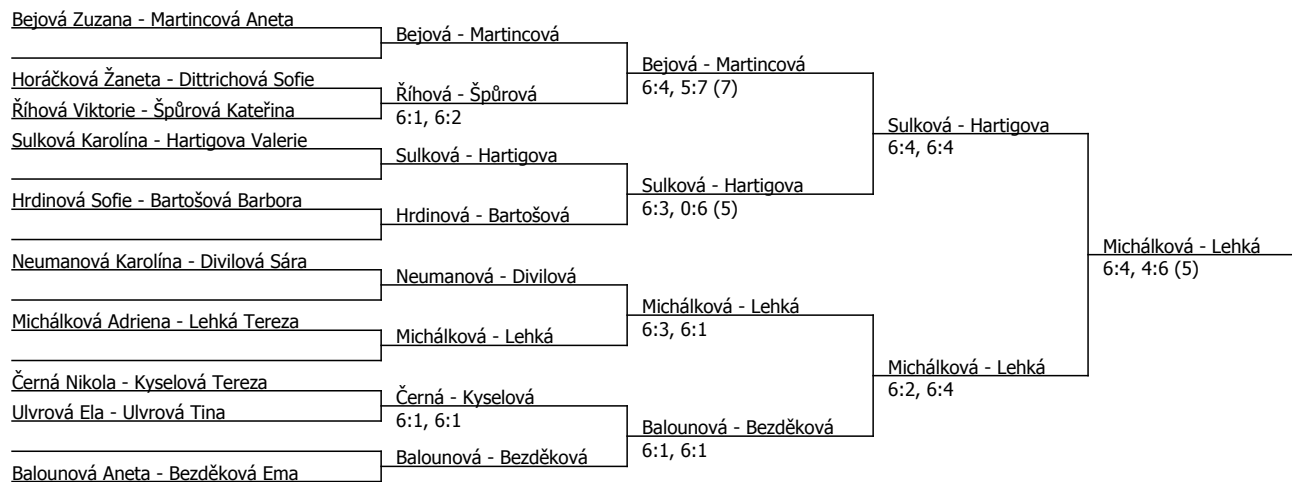 Bejová Zuzana - Martincová Aneta
Bejová - Martincová
Bejová - Martincová
6:4, 5:7 (7)
Horáčková Žaneta - Dittrichová Sofie
Říhová - Špůrová
6:1, 6:2
Říhová Viktorie - Špůrová Kateřina
Sulková - Hartigova
6:4, 6:4
Sulková Karolína - Hartigova Valerie
Sulková - Hartigova
Sulková - Hartigova
6:3, 0:6 (5)
Hrdinová Sofie - Bartošová Barbora
Hrdinová - Bartošová
Michálková - Lehká
6:4, 4:6 (5)
Neumanová Karolína - Divilová Sára
Neumanová - Divilová
Michálková - Lehká
6:3, 6:1
Michálková Adriena - Lehká Tereza
Michálková - Lehká
Michálková - Lehká
6:2, 6:4
Černá Nikola - Kyselová Tereza
Černá - Kyselová
6:1, 6:1
Ulvrová Ela - Ulvrová Tina
Balounová - Bezděková
6:1, 6:1
Balounová - Bezděková
Balounová Aneta - Bezděková Ema